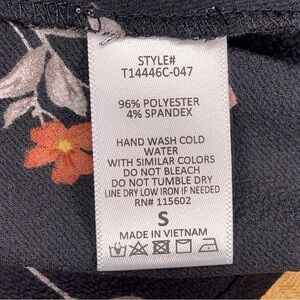 STYLE#
T14446C-047
96% POLYESTER
4% SPANDEX
HAND WASH COLD
WATER
WITH SIMILAR COLORS
DO NOT BLEACH
DO NOT TUMBLE DRY
LINE DRY LOW IRON IF NEEDED
RN# 115602
S
MADE IN VIETNAM